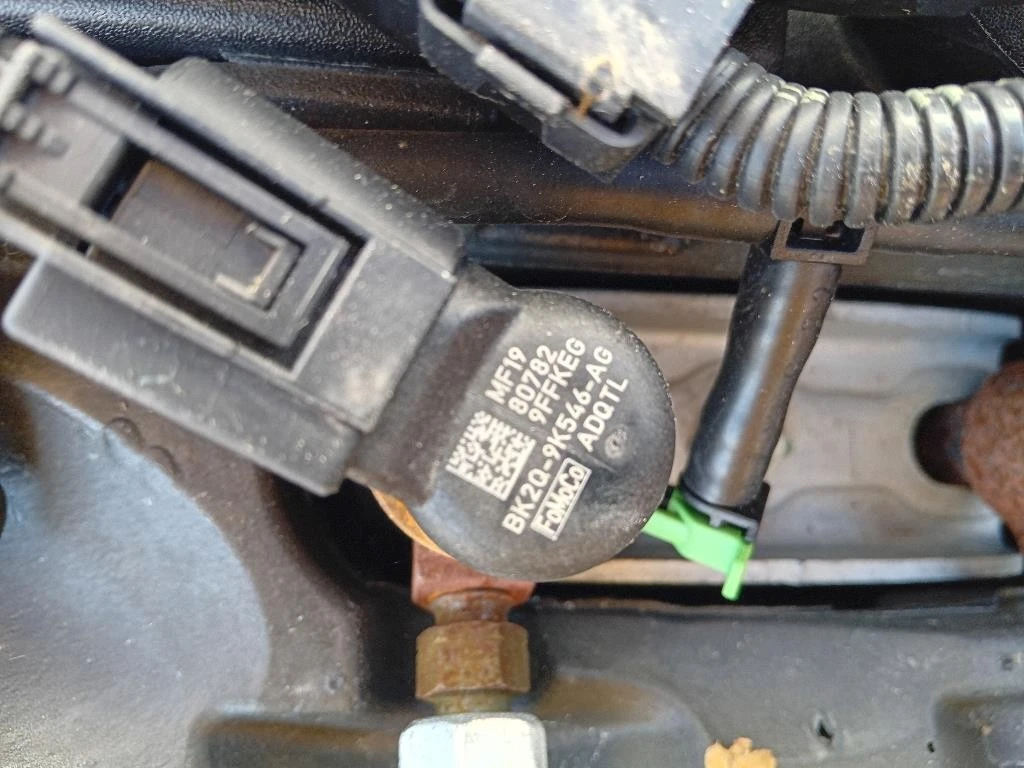 MF19
80782
9FFKEG
BK2Q-9K546-AG
ADQTL
FoMoCo